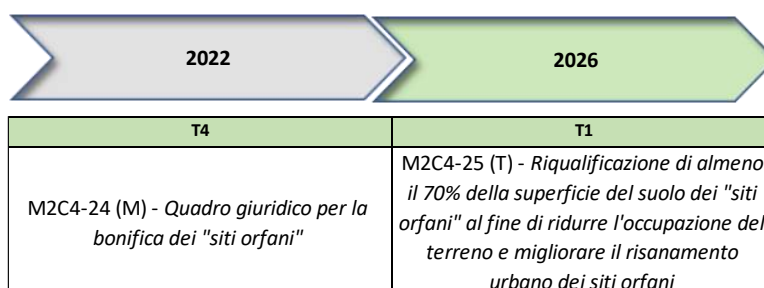 2022
2026
T4
T1
M2C4-24 (M) - Quadro giuridico per la
bonifica dei "siti orfani"
M2C4-25 (T) - Riqualificazione di almeno
il 70% della superficie del suolo dei "siti
orfani" al fine di ridurre l'occupazione del
terreno e migliorare il risanamento
urbano dei siti orfani